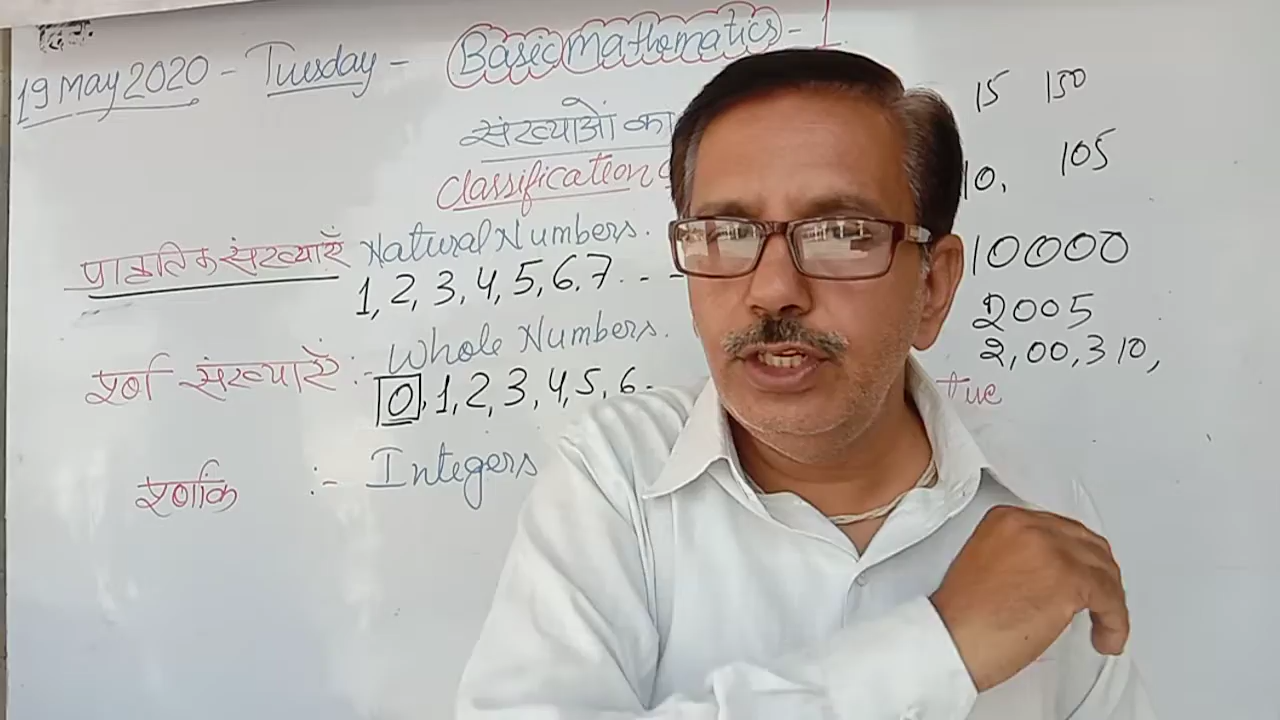 19 May 2020 - Tuesday - Basic Mathematics - 1
संख्याओं का
Classification
प्राकृतिक संख्याएँ Natural Numbers.
1, 2, 3, 4, 5, 6, 7 . . - -
पूर्ण संख्याएँ :- Whole Numbers.
0, 1, 2, 3, 4, 5, 6 -
पूर्णांक :- Integers
15 150
10, 105
10000
2005
2,00,310,
Tue